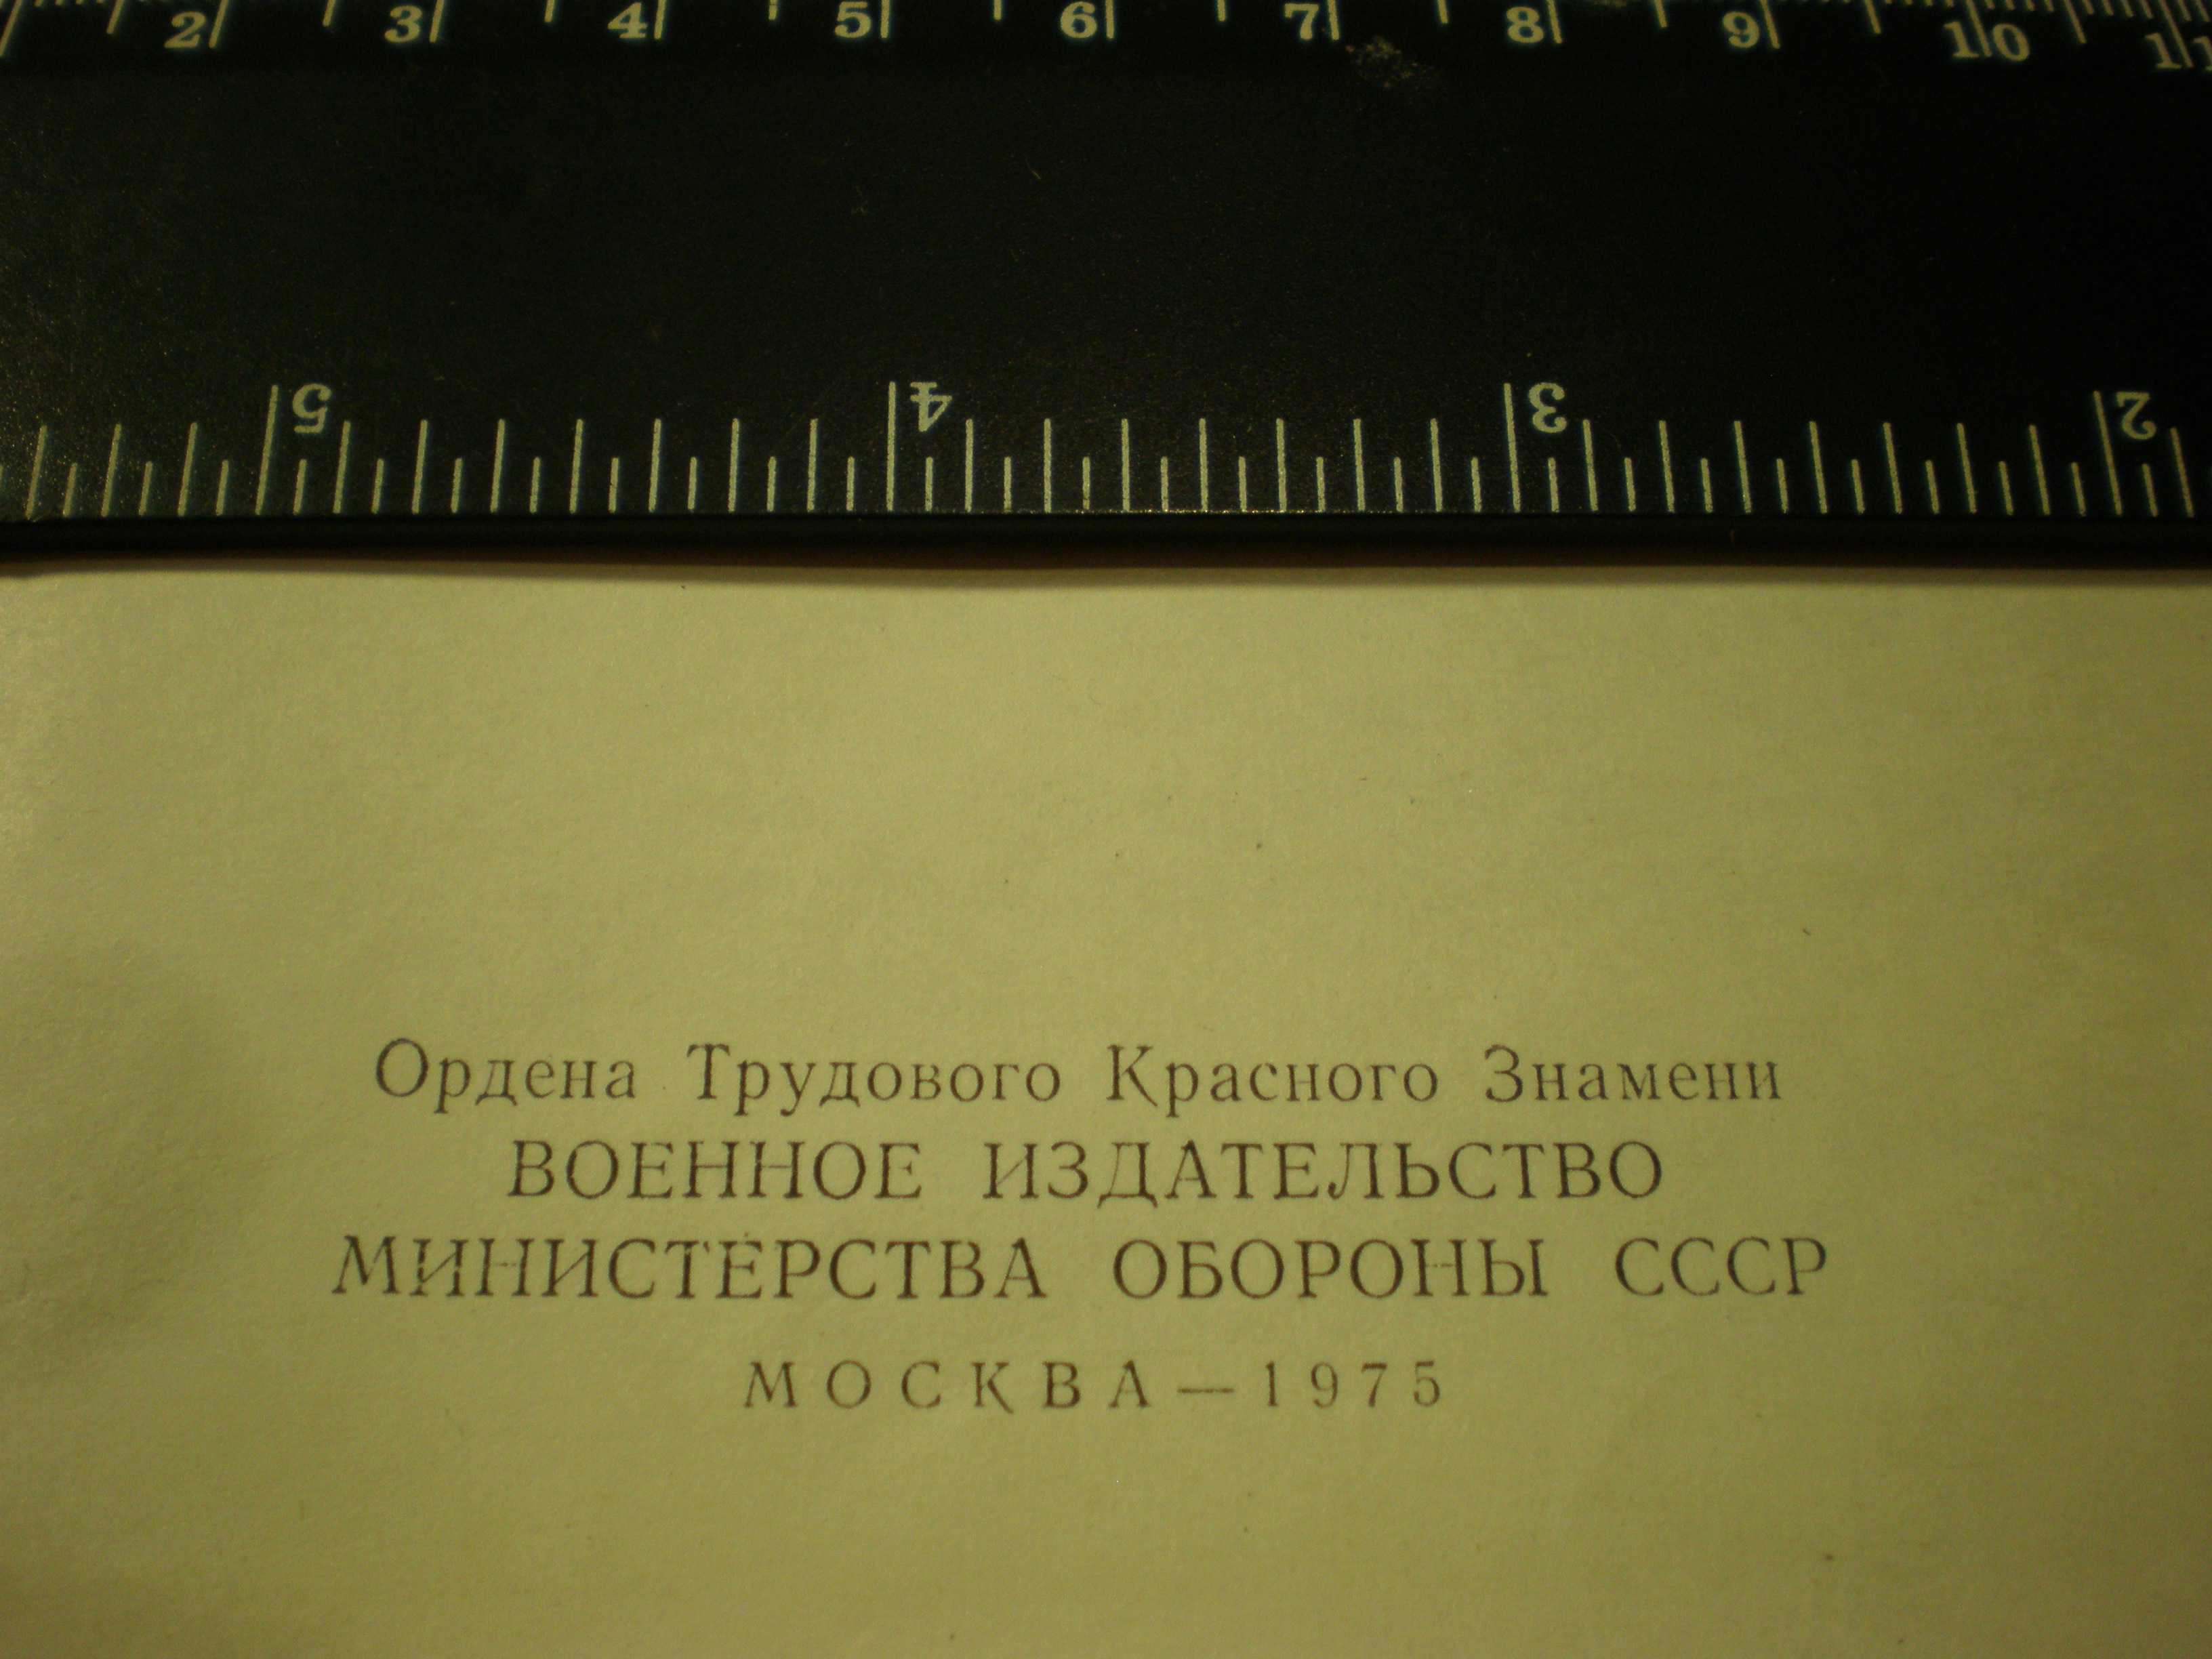 2 3 4 5 6 7 8 9 10 11
5 4 3 2
Ордена Трудового Красного Знамени
ВОЕННОЕ ИЗДАТЕЛЬСТВО
МИНИСТЕРСТВА ОБОРОНЫ СССР
МОСКВА—1975